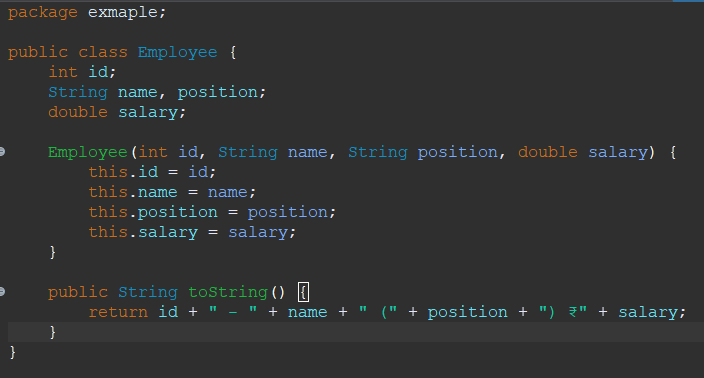 package exmaple;
public class Employee {
int id;
String name, position;
double salary;
Employee(int id, String name, String position, double salary) {
this.id = id;
this.name = name;
this.position = position;
this.salary = salary;
}
public String toString() {
return id + " - " + name + " (" + position + ") ₹" + salary;
}
}